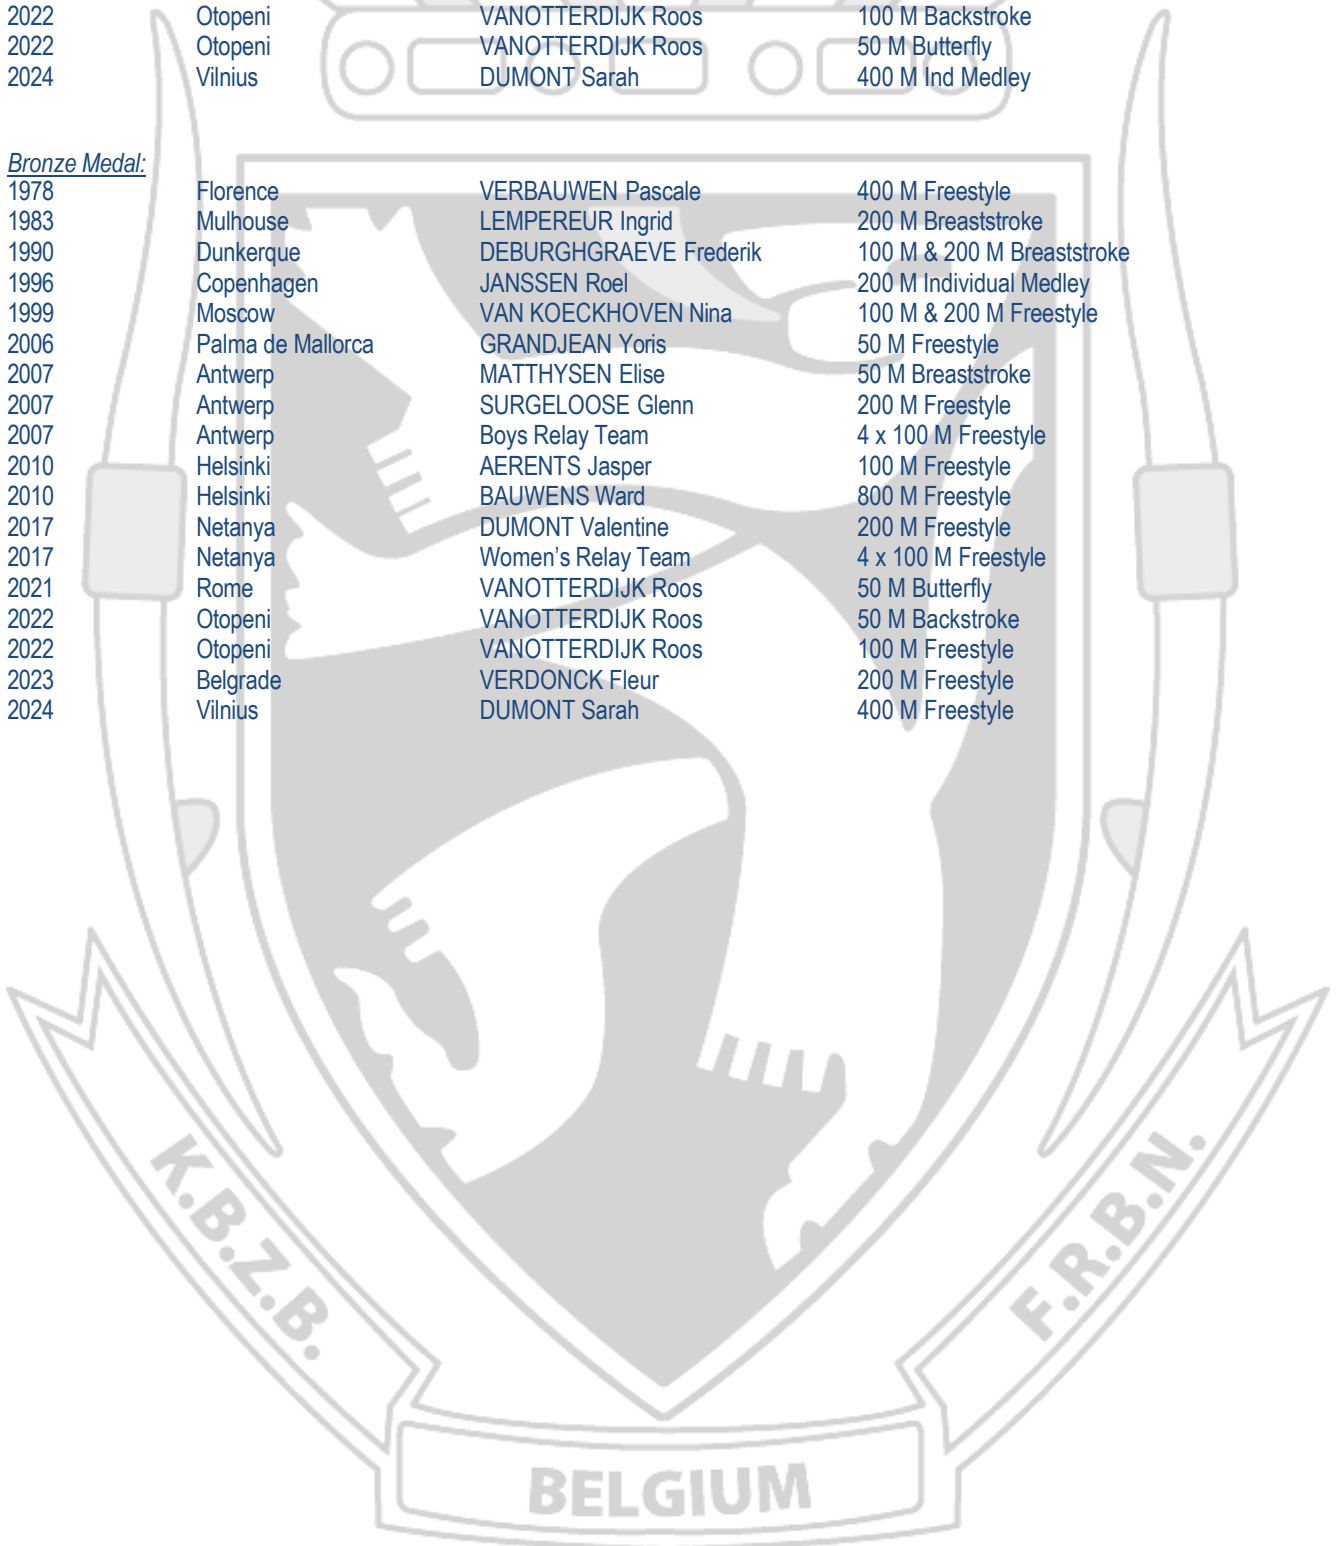 2022 Otopeni VANOTTERDIJK Roos 100 M Backstroke
2022 Otopeni VANOTTERDIJK Roos 50 M Butterfly
2024 Vilnius DUMONT Sarah 400 M Ind Medley
Bronze Medal:
1978 Florence VERBAUWEN Pascale 400 M Freestyle
1983 Mulhouse LEMPEREUR Ingrid 200 M Breaststroke
1990 Dunkerque DEBURGHGRAEVE Frederik 100 M & 200 M Breaststroke
1996 Copenhagen JANSSEN Roel 200 M Individual Medley
1999 Moscow VAN KOECKHOVEN Nina 100 M & 200 M Freestyle
2006 Palma de Mallorca GRANDJEAN Yoris 50 M Freestyle
2007 Antwerp MATTHYSEN Elise 50 M Breaststroke
2007 Antwerp SURGELOOSE Glenn 200 M Freestyle
2007 Antwerp Boys Relay Team 4 x 100 M Freestyle
2010 Helsinki AERENTS Jasper 100 M Freestyle
2010 Helsinki BAUWENS Ward 800 M Freestyle
2017 Netanya DUMONT Valentine 200 M Freestyle
2017 Netanya Women’s Relay Team 4 x 100 M Freestyle
2021 Rome VANOTTERDIJK Roos 50 M Butterfly
2022 Otopeni VANOTTERDIJK Roos 50 M Backstroke
2022 Otopeni VANOTTERDIJK Roos 100 M Freestyle
2023 Belgrade VERDONCK Fleur 200 M Freestyle
2024 Vilnius DUMONT Sarah 400 M Freestyle
K.B.Z.B.
F.R.B.N.
BELGIUM